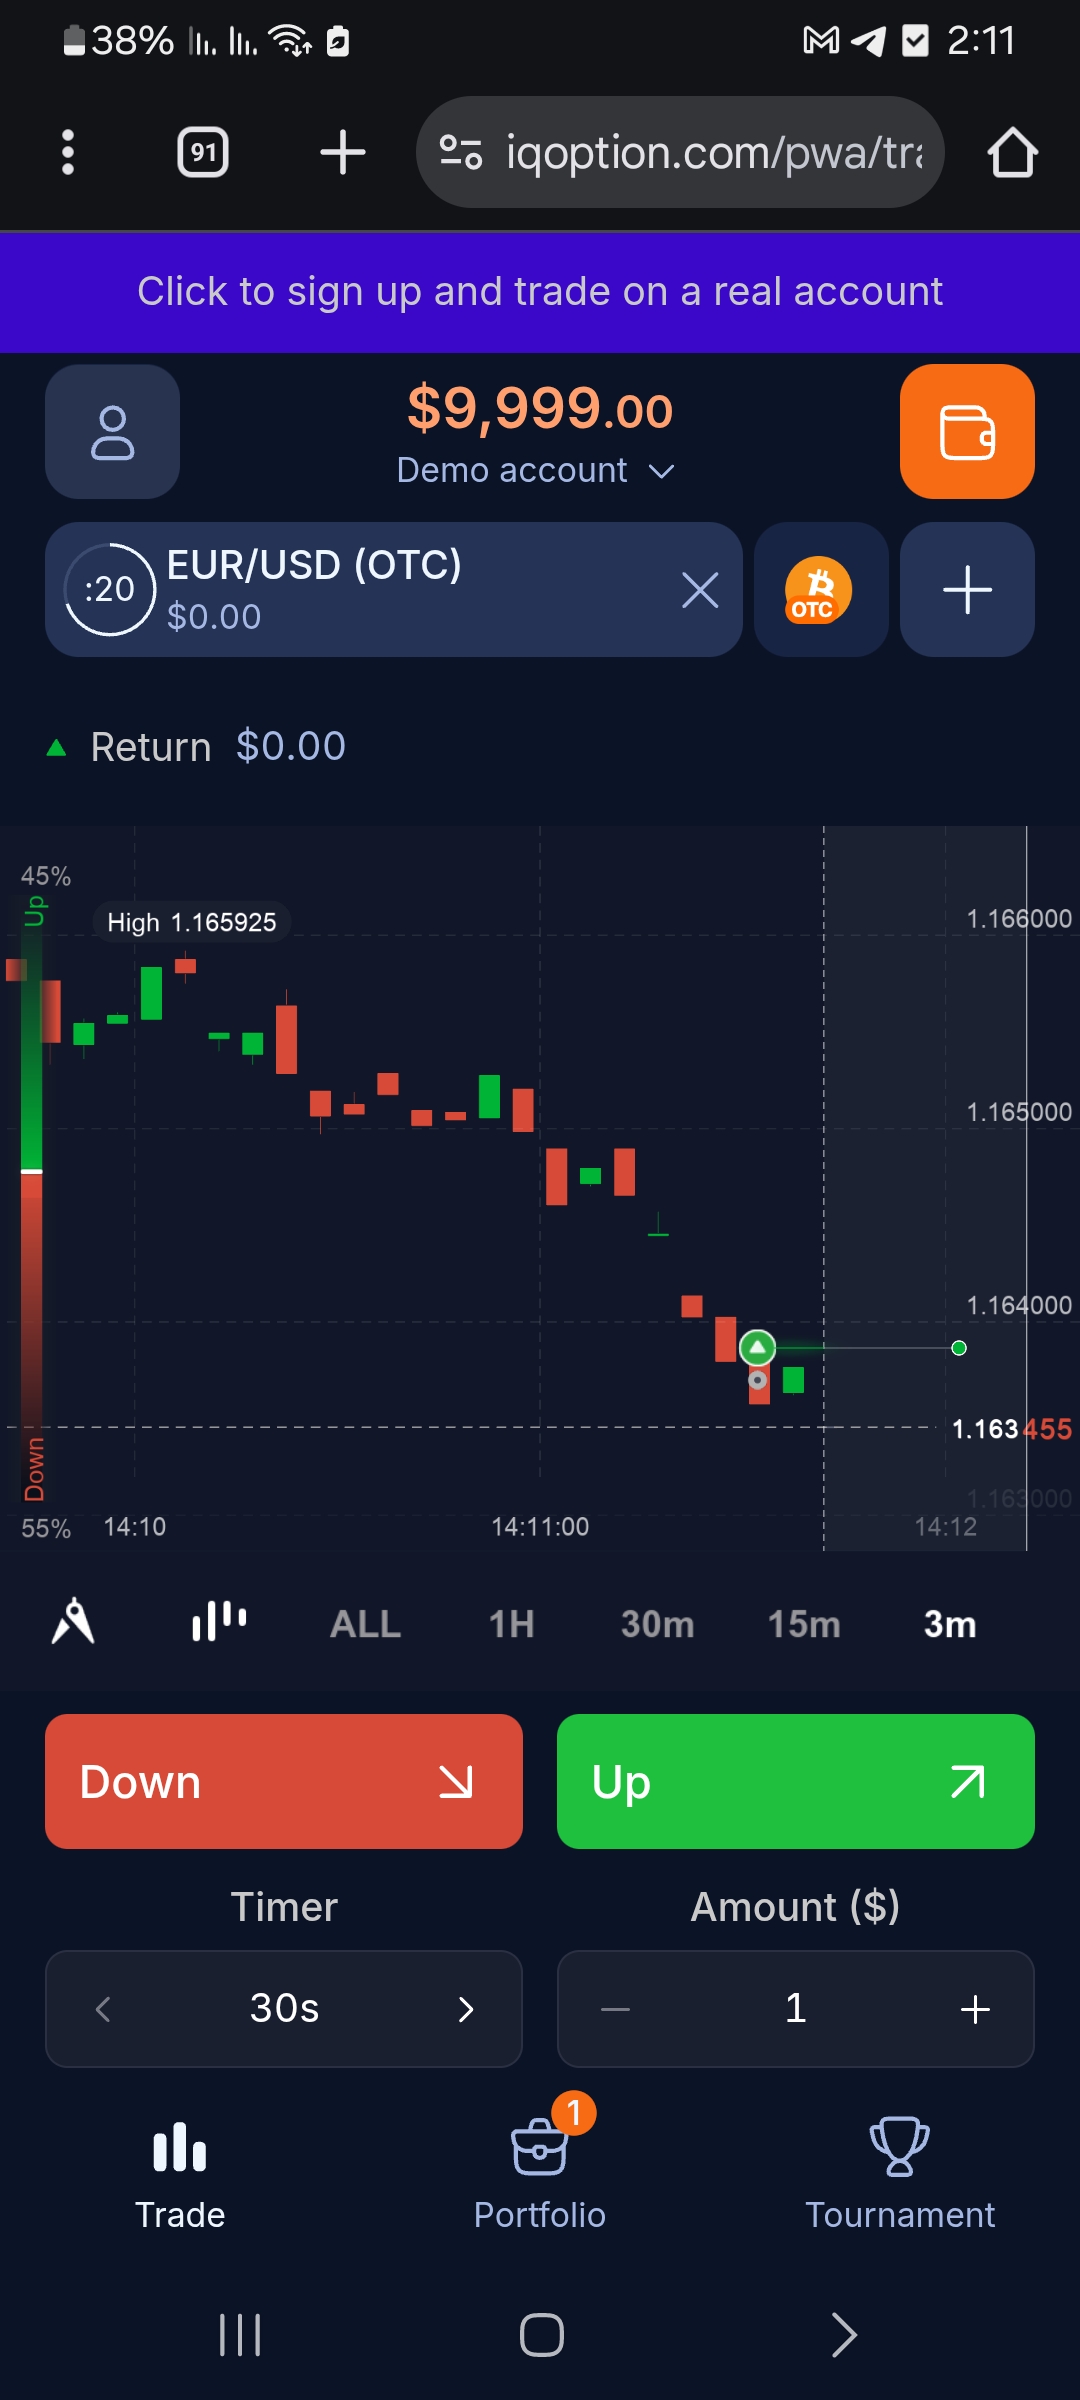 38% 2:11
91 iqoption.com/pwa/tra
Click to sign up and trade on a real account
$9,999.00
Demo account
:20 EUR/USD (OTC)
$0.00
OTC
Return $0.00
45%
Up
High 1.165925
1.166000
1.165000
1.164000
1.163455
1.163000
Down
55% 14:10 14:11:00 14:12
ALL 1H 30m 15m 3m
Down Up
Timer Amount ($)
30s 1
1
Trade Portfolio Tournament